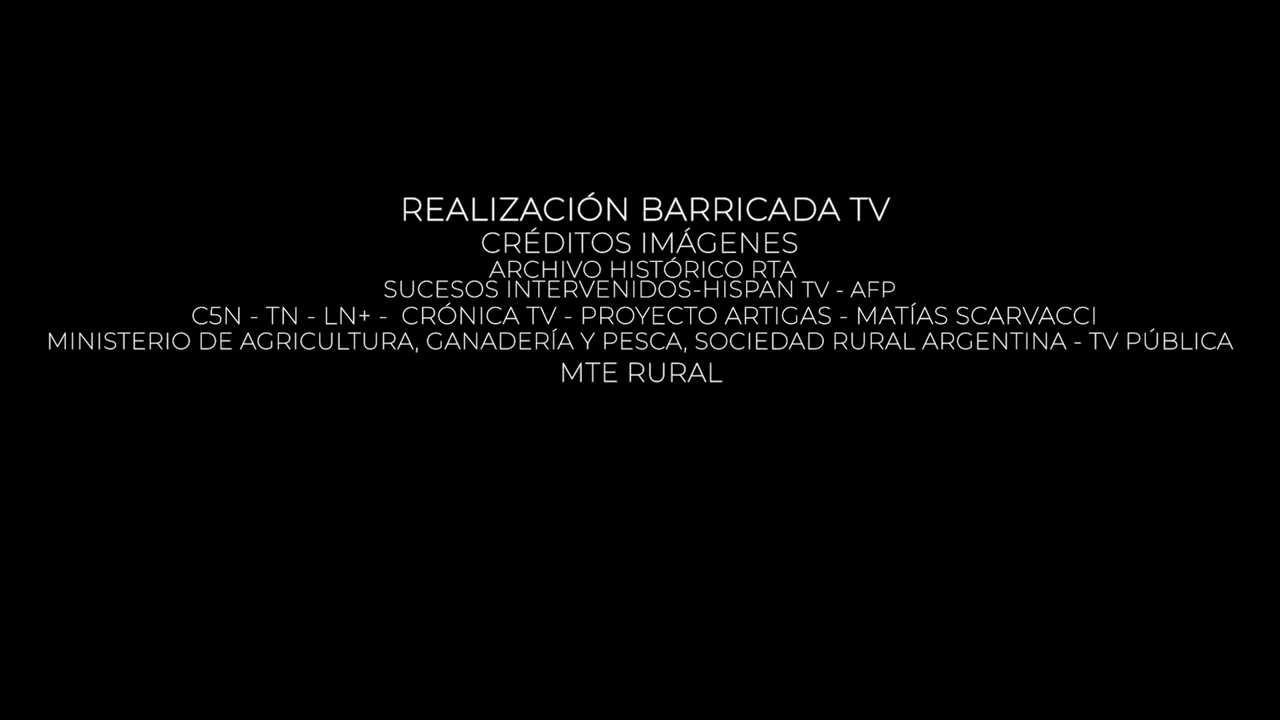 REALIZACIÓN BARRICADA TV
CRÉDITOS IMÁGENES
ARCHIVO HISTÓRICO RTA
SUCESOS INTERVENIDOS-HISPAN TV - AFP
C5N - TN - LN+ - CRÓNICA TV - PROYECTO ARTIGAS - MATÍAS SCARVACCI
MINISTERIO DE AGRICULTURA, GANADERÍA Y PESCA, SOCIEDAD RURAL ARGENTINA - TV PÚBLICA
MTE RURAL